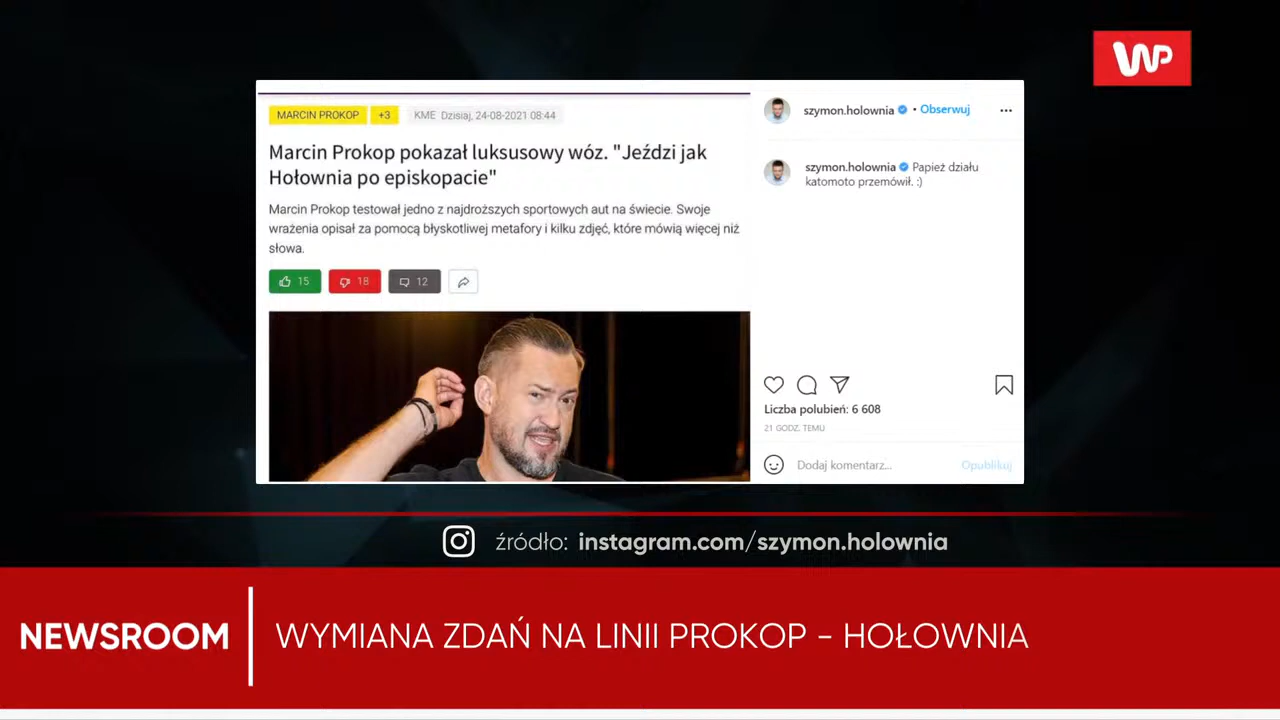 WP
MARCIN PROKOP +3 KME Dzisiaj, 24-08-2021 08:44
Marcin Prokop pokazał luksusowy wóz. "Jeździ jak
Hołownia po episkopacie"
Marcin Prokop testował jedno z najdroższych sportowych aut na świecie. Swoje
wrażenia opisał za pomocą błyskotliwej metafory i kilku zdjęć, które mówią więcej niż
słowa.
15 18 12
szymon.holownia • Obserwuj
szymon.holownia Papież działu
katomoto przemówił. :)
Liczba polubień: 6 608
21 GODZ. TEMU
Dodaj komentarz... Opublikuj
źródło: instagram.com/szymon.holownia
NEWSROOM
WYMIANA ZDAŃ NA LINII PROKOP - HOŁOWNIA